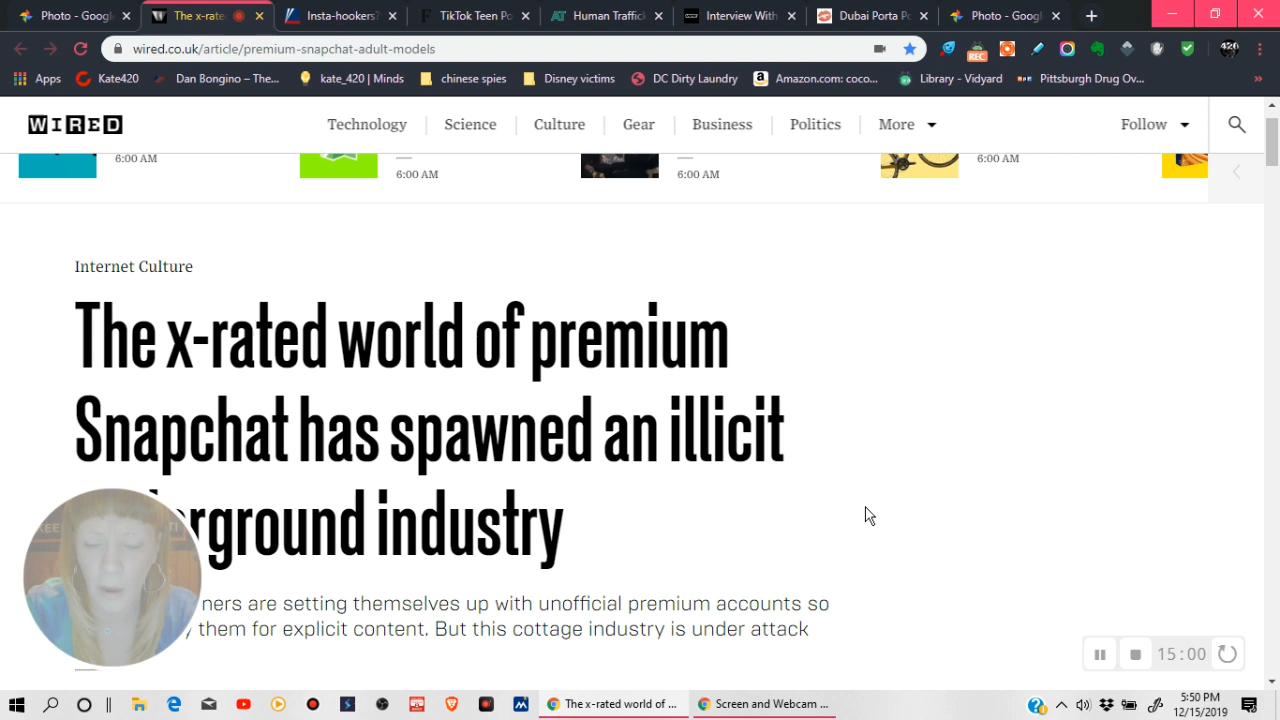 Photo - Googl
The x-rate
Insta-hookers?
TikTok Teen P
Human Traffick
Interview With
Dubai Porta Po
Photo - Googl
wired.co.uk/article/premium-snapchat-adult-models
REC
420
Apps
Kate420
Dan Bongino – The...
kate_420 | Minds
chinese spies
Disney victims
DC Dirty Laundry
Amazon.com: coco...
Library - Vidyard
Pittsburgh Drug Ov...
WIRED
Technology
Science
Culture
Gear
Business
Politics
More
Follow
6:00 AM
6:00 AM
6:00 AM
6:00 AM
Internet Culture
The x-rated world of premium
Snapchat has spawned an illicit
rground industry
ners are setting themselves up with unofficial premium accounts so
them for explicit content. But this cottage industry is under attack
15:00
The x-rated world of ...
Screen and Webcam ...
5:50 PM
12/15/2019